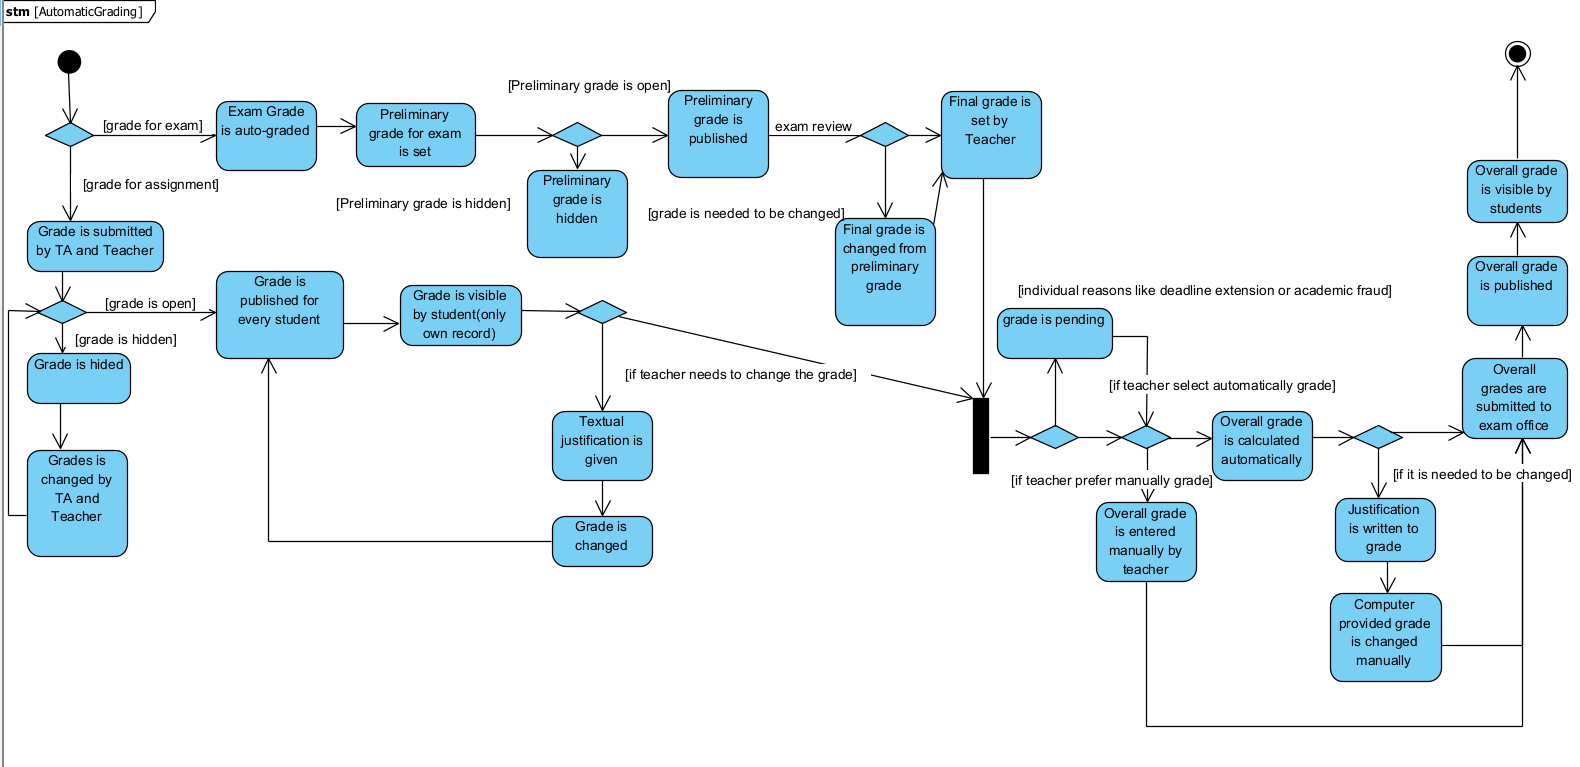 stm [AutomaticGrading]
[Preliminary grade is open]
[grade for exam]
Exam Grade
is auto-graded
Preliminary
grade for exam
is set
Preliminary
grade is
published
exam review
Final grade is
set by
Teacher
[grade for assignment]
[Preliminary grade is hidden]
Preliminary
grade is
hidden
[grade is needed to be changed]
Final grade is
changed from
preliminary
grade
Overall grade
is visible by
students
Grade is submitted
by TA and Teacher
[grade is open]
Grade is
published for
every student
Grade is visible
by student(only
own record)
[grade is hidden]
Grade is hided
Grades is
changed by
TA and
Teacher
[if teacher needs to change the grade]
Textual
justification is
given
Grade is
changed
[individual reasons like deadline extension or academic fraud]
grade is pending
Overall grade
is published
[if teacher select automatically grade]
Overall grade
is calculated
automatically
Overall
grades are
submitted to
exam office
[if teacher prefer manually grade]
[if it is needed to be changed]
Overall grade
is entered
manually by
teacher
Justification
is written to
grade
Computer
provided grade
is changed
manually